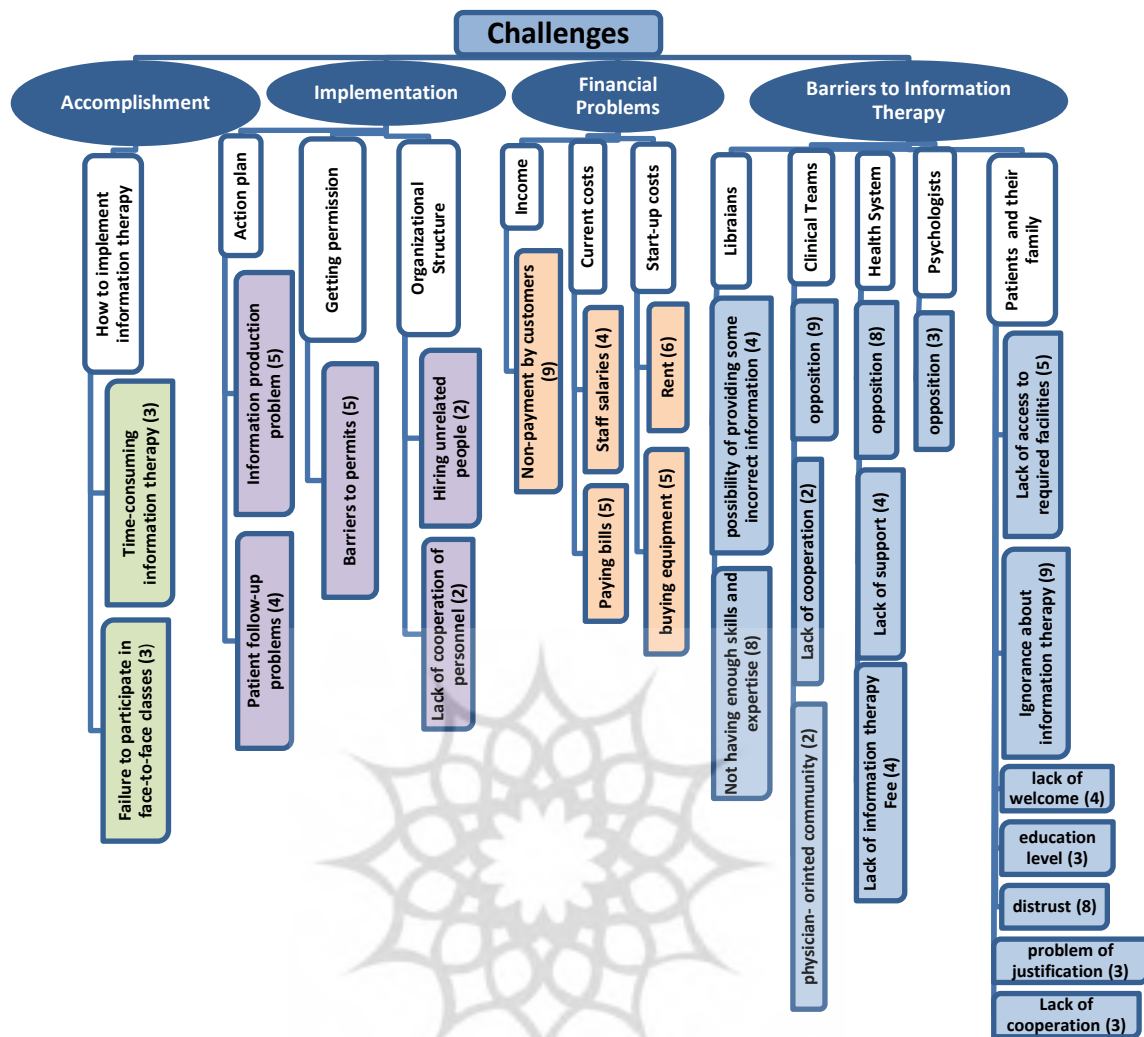 Challenges
Accomplishment
How to implement
information therapy
Time-consuming
information therapy (3)
Failure to participate in
face-to-face classes (3)
Implementation
Action plan
Information production
problem (5)
Patient follow-up
problems (4)
Getting permission
Barriers to permits (5)
Organizational
Structure
Hiring unrelated
people (2)
Lack of cooperation of
personnel (2)
Financial
Problems
Income
Non-payment by customers
(9)
Current costs
Staff salaries (4)
Paying bills (5)
Start-up costs
Rent (6)
buying equipment (5)
Barriers to Information
Therapy
Libraians
possibility of providing some
incorrect information (4)
Not having enough skills and
expertise (8)
Clinical Teams
opposition (9)
Lack of cooperation (2)
physician- orinted community (2)
Health System
opposition (8)
Lack of support (4)
Lack of information therapy
Fee (4)
Psychologists
opposition (3)
Patients and their
family
Lack of access to
required facilities (5)
Ignorance about
information therapy (9)
lack of
welcome (4)
education
level (3)
distrust (8)
problem of
justification (3)
Lack of
cooperation (3)